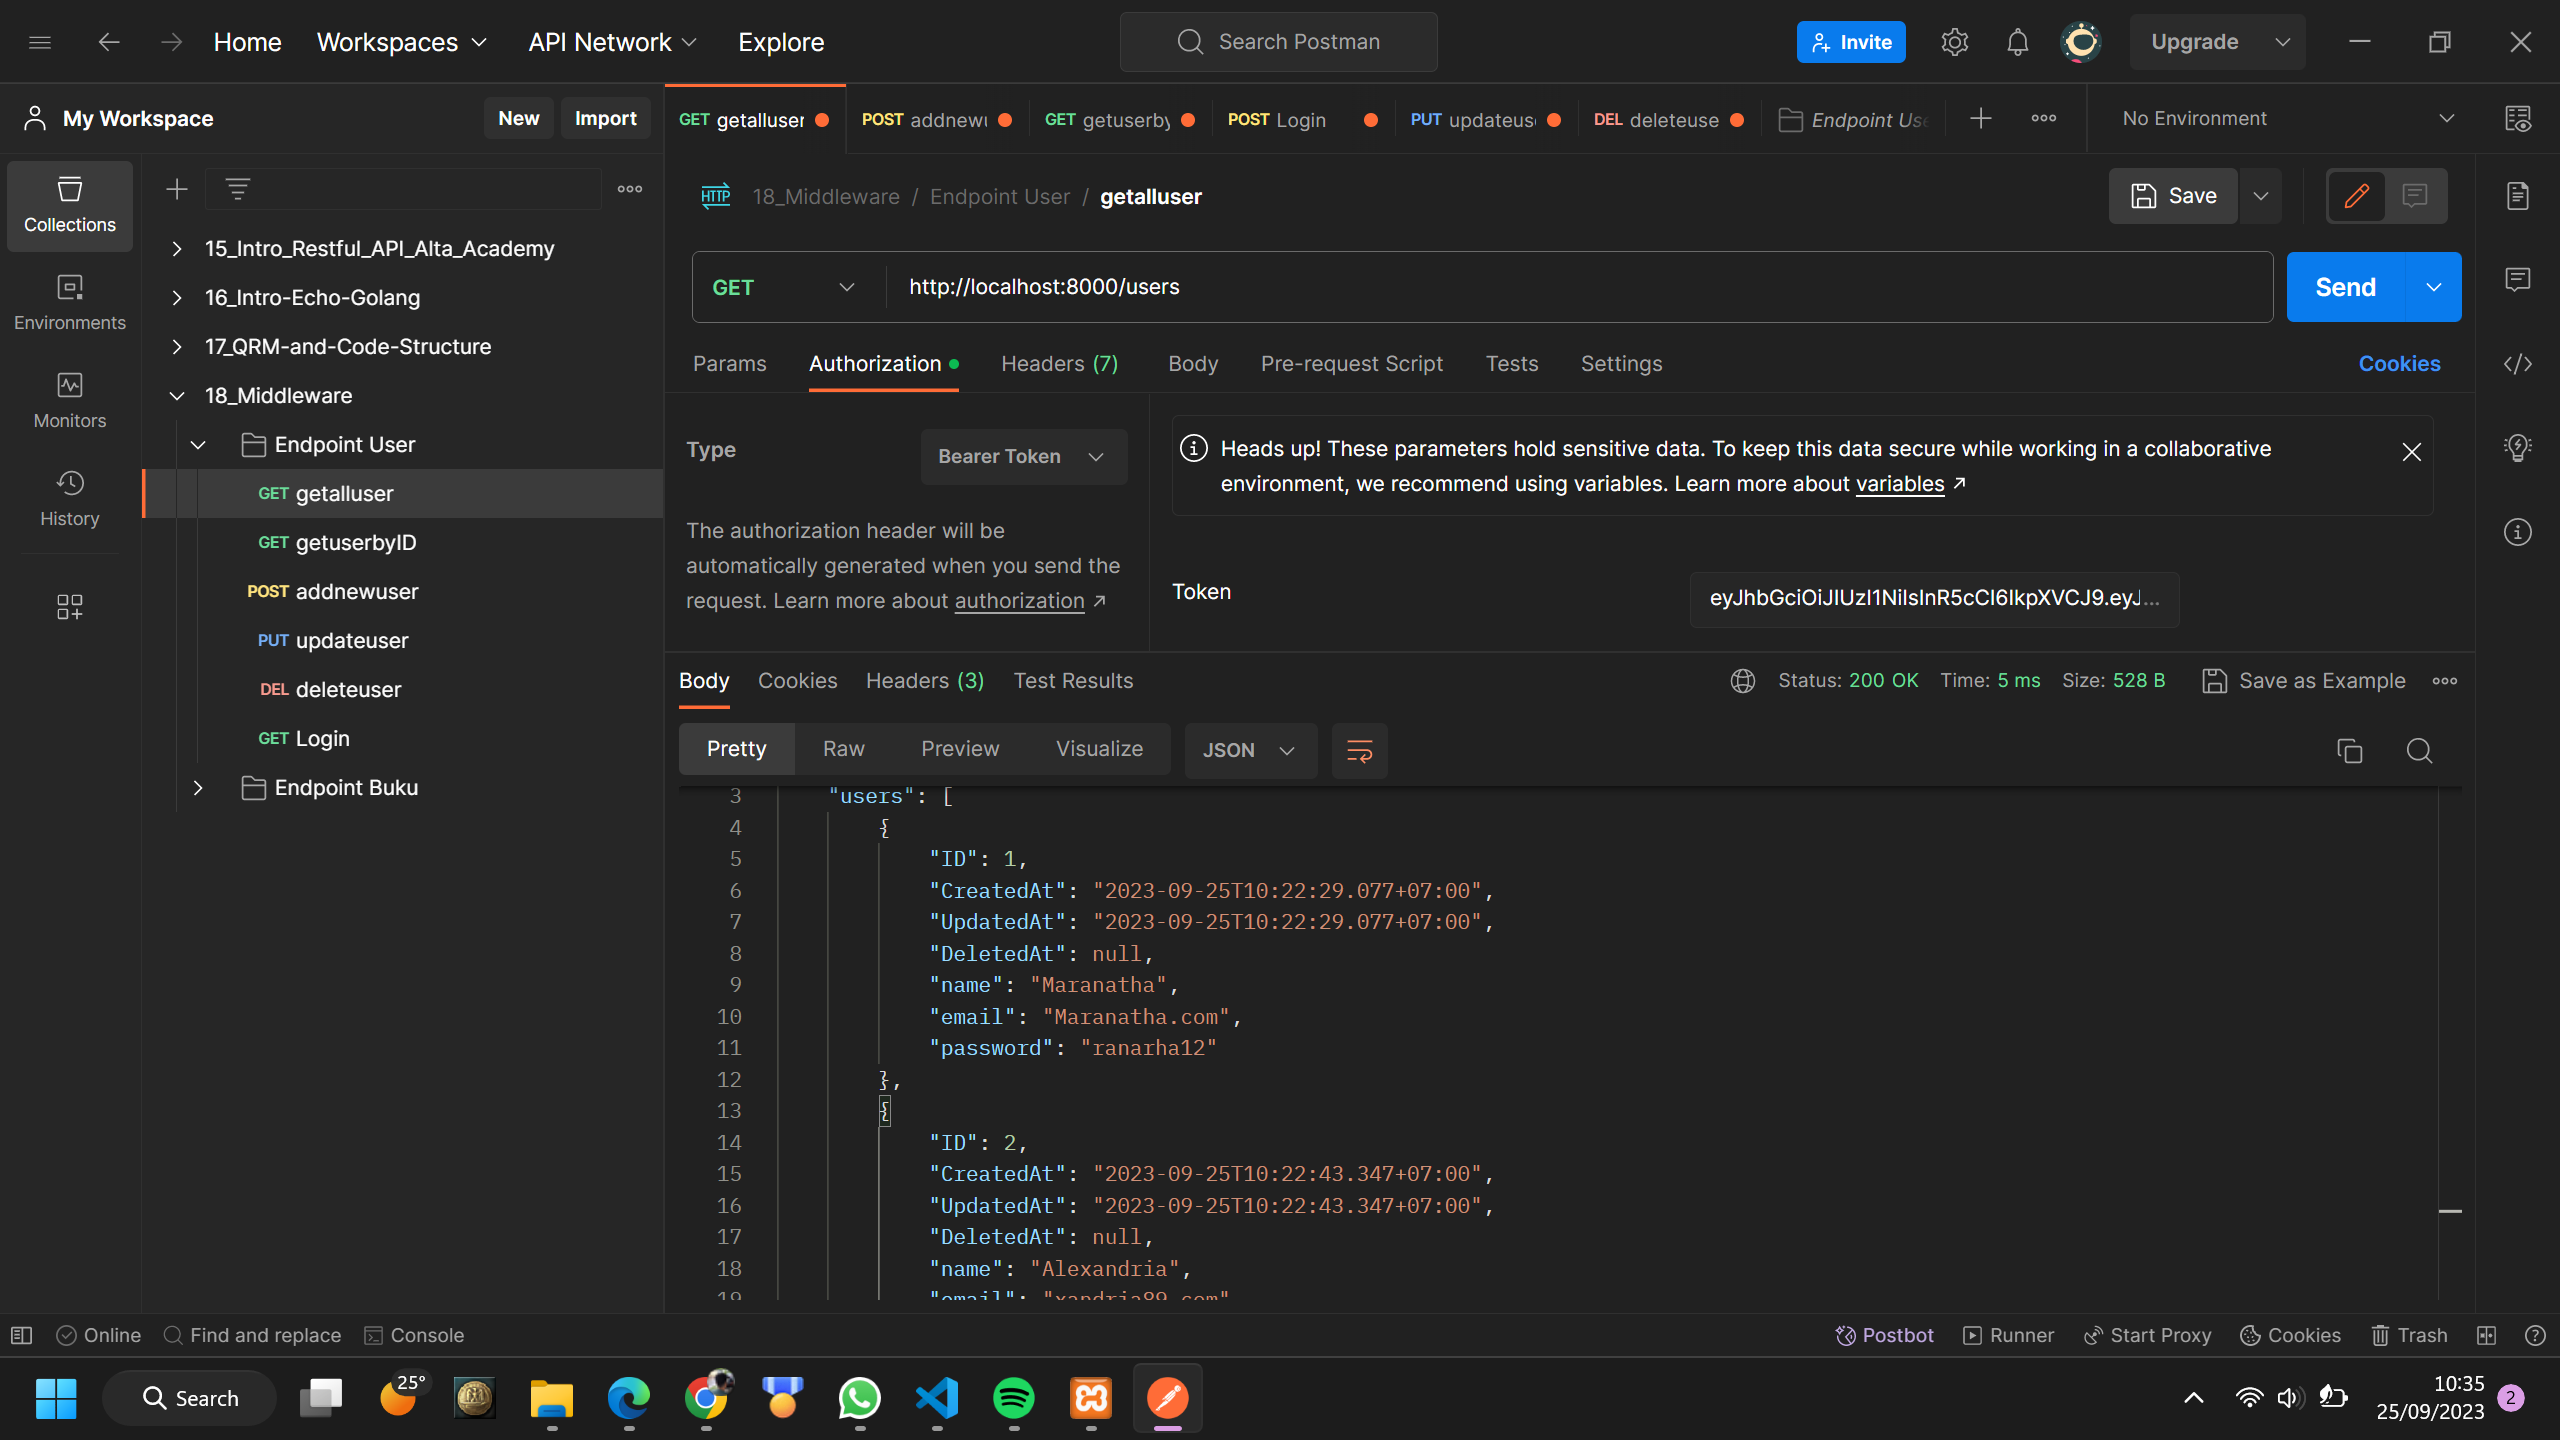 Home
Workspaces
API Network
Explore
Search Postman
Invite
Upgrade
My Workspace
New
Import
GET getalluser
POST addnewu
GET getuserby
POST Login
PUT updateus
DEL deleteuse
Endpoint Use
No Environment
Collections
Environments
Monitors
History
15_Intro_Restful_API_Alta_Academy
16_Intro-Echo-Golang
17_QRM-and-Code-Structure
18_Middleware
Endpoint User
GET getalluser
GET getuserbyID
POST addnewuser
PUT updateuser
DEL deleteuser
GET Login
Endpoint Buku
HTTP
18_Middleware / Endpoint User / getalluser
Save
GET
http://localhost:8000/users
Send
Params
Authorization
Headers (7)
Body
Pre-request Script
Tests
Settings
Cookies
Type
Bearer Token
The authorization header will be
automatically generated when you send the
request. Learn more about authorization ↗
Heads up! These parameters hold sensitive data. To keep this data secure while working in a collaborative
environment, we recommend using variables. Learn more about variables ↗
Token
eyJhbGciOiJIUzI1NiIsInR5cCI6IkpXVCJ9.eyJ...
Body
Cookies
Headers (3)
Test Results
Status: 200 OK
Time: 5 ms
Size: 528 B
Save as Example
Pretty
Raw
Preview
Visualize
JSON
3 "users": [
4 {
5 "ID": 1,
6 "CreatedAt": "2023-09-25T10:22:29.077+07:00",
7 "UpdatedAt": "2023-09-25T10:22:29.077+07:00",
8 "DeletedAt": null,
9 "name": "Maranatha",
10 "email": "Maranatha.com",
11 "password": "ranarha12"
12 },
13 {
14 "ID": 2,
15 "CreatedAt": "2023-09-25T10:22:43.347+07:00",
16 "UpdatedAt": "2023-09-25T10:22:43.347+07:00",
17 "DeletedAt": null,
18 "name": "Alexandria",
19 "email": "xandria89.com"
Online
Find and replace
Console
Postbot
Runner
Start Proxy
Cookies
Trash
Search
25°
10:35
25/09/2023
2